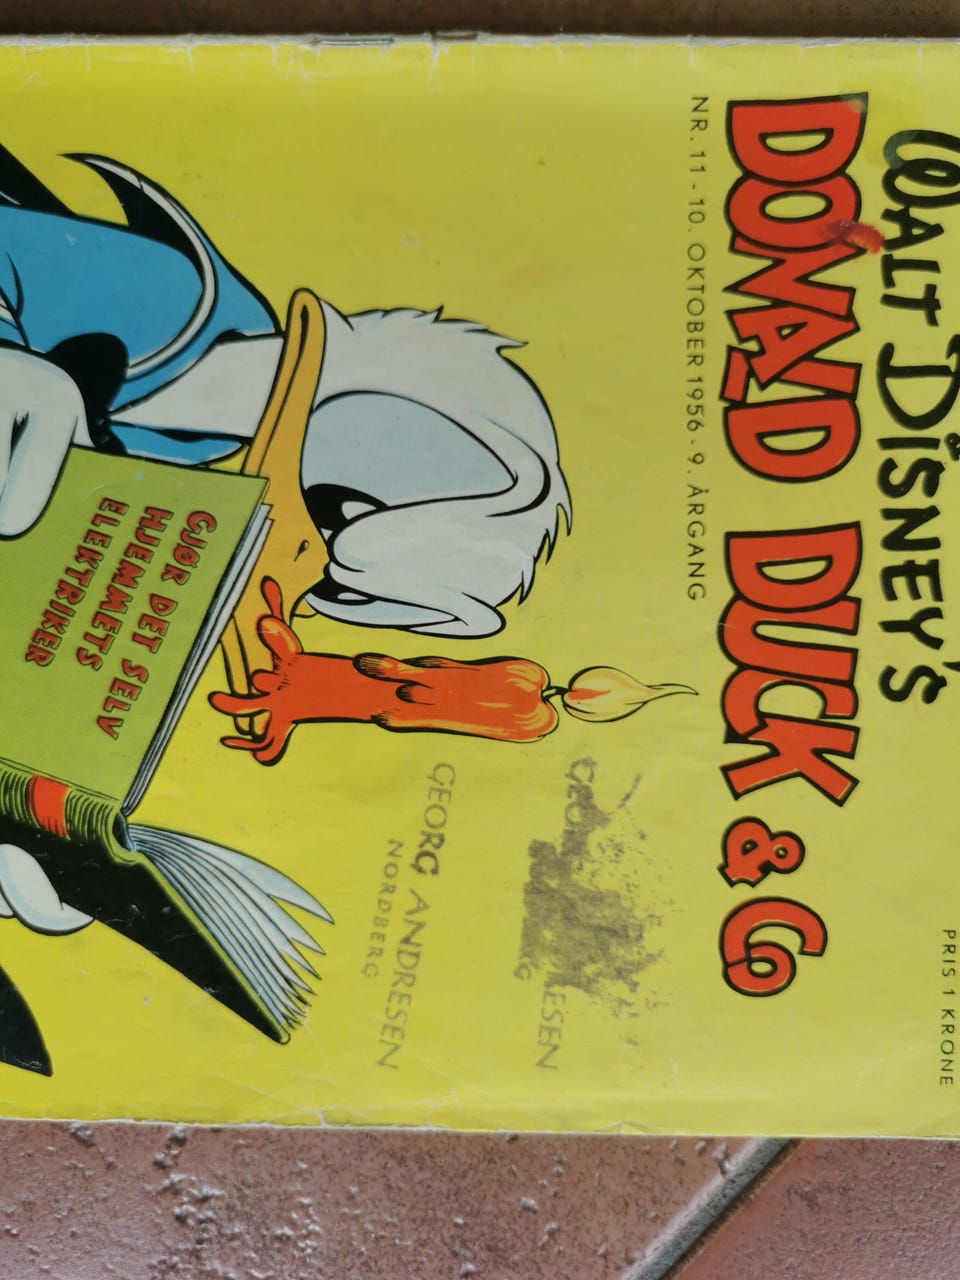 PRIS 1 KRONE
WALT DISNEY'S
DONALD DUCK & CO
NR. 11 - 10. OKTOBER 1956 - 9. ÅRGANG
GEORG ANDRESEN
NORDBERG
GJØR DET SELV
HJEMMETS
ELEKTRIKER